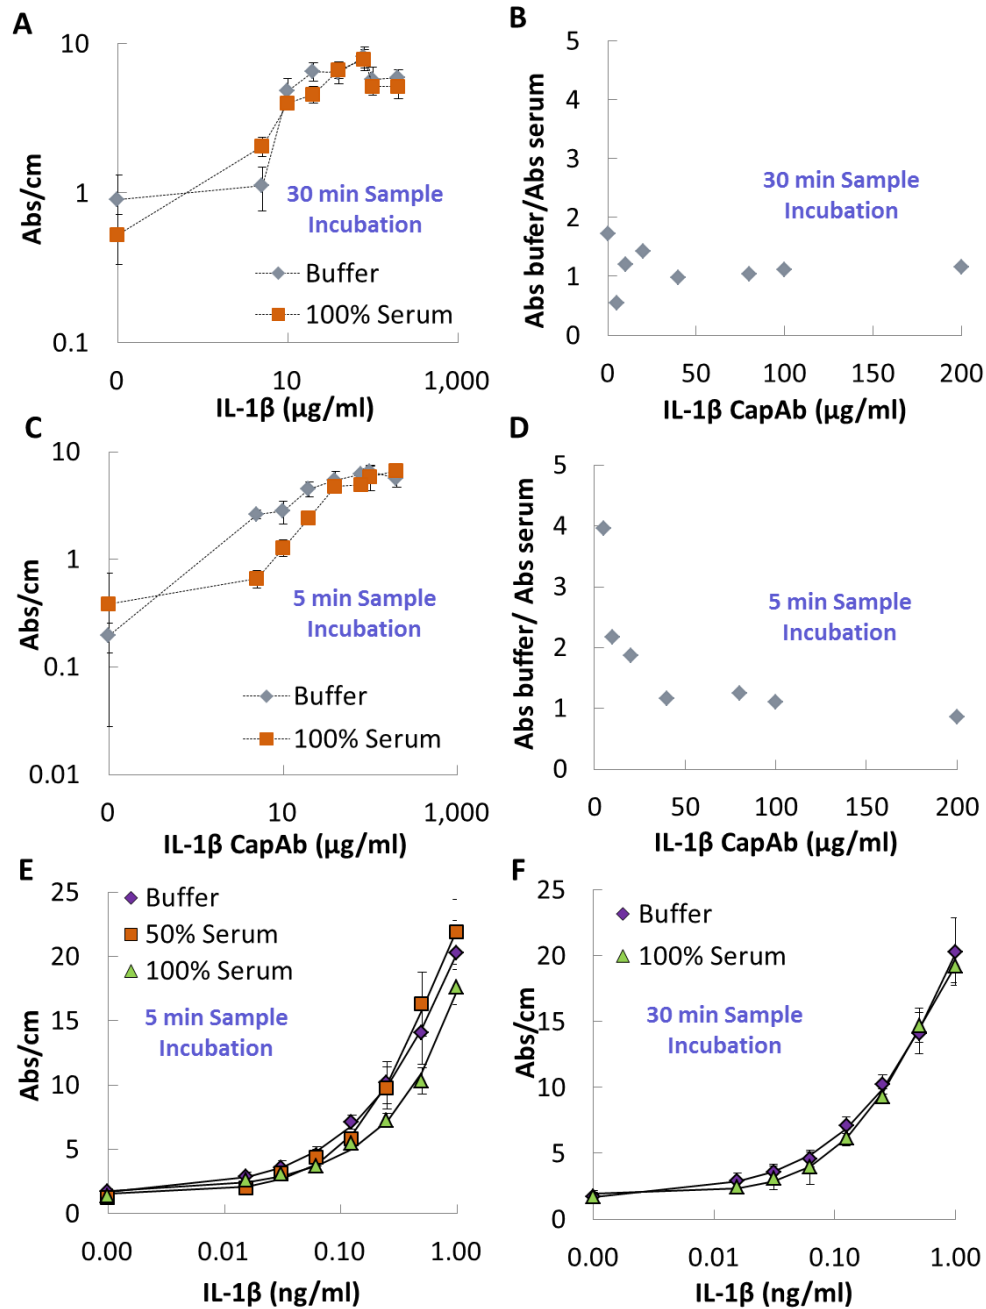 A
10
1
0.1
Abs/cm
30 min Sample
Incubation
Buffer
100% Serum
0
10
1,000
IL-1β (µg/ml)
B
5
4
3
2
1
0
Abs bufer/Abs serum
30 min Sample
Incubation
0
50
100
150
200
IL-1β CapAb (µg/ml)
C
10
1
0.1
0.01
Abs/cm
5 min Sample
Incubation
Buffer
100% Serum
0
10
1,000
IL-1β CapAb (µg/ml)
D
5
4
3
2
1
0
Abs buffer/ Abs serum
5 min Sample
Incubation
0
50
100
150
200
IL-1β CapAb (µg/ml)
E
25
20
15
10
5
0
Abs/cm
Buffer
50% Serum
100% Serum
5 min Sample
Incubation
0.00
0.01
0.10
1.00
IL-1β (ng/ml)
F
25
20
15
10
5
0
Abs/cm
Buffer
100% Serum
30 min Sample
Incubation
0.00
0.01
0.10
1.00
IL-1β (ng/ml)